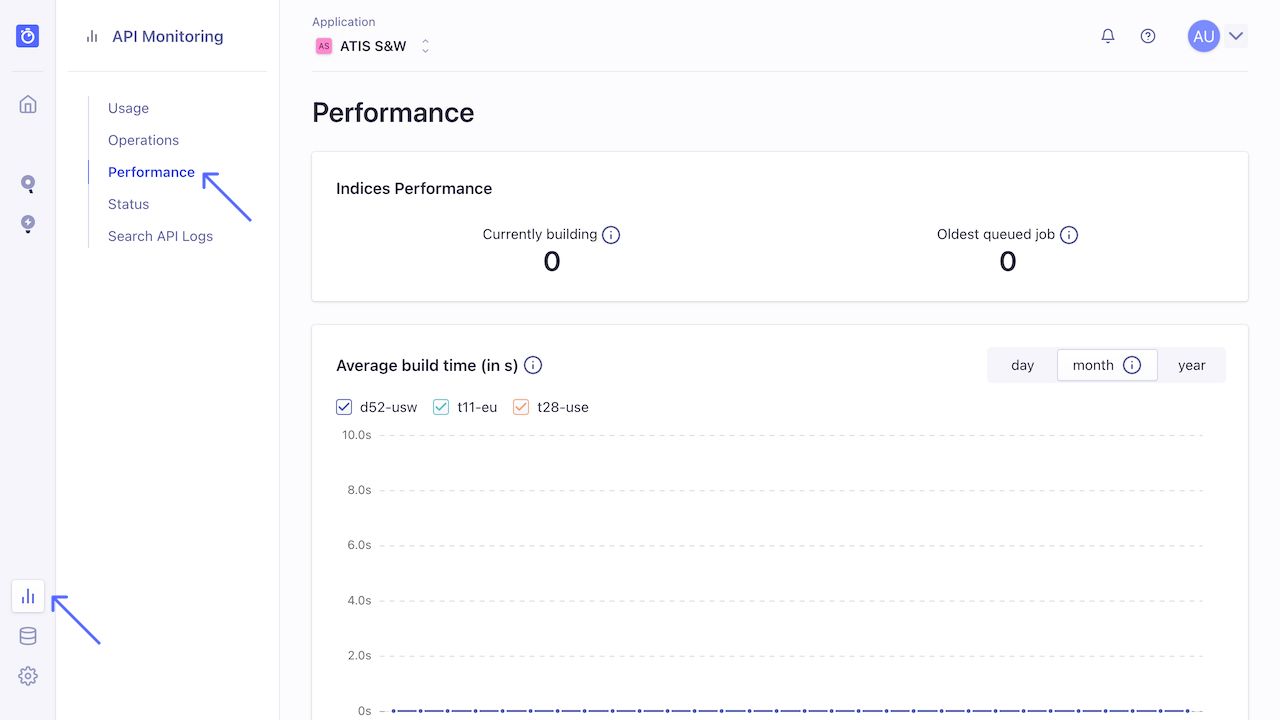 API Monitoring
Usage
Operations
Performance
Status
Search API Logs
Application
AS ATIS S&W
AU
Performance
Indices Performance
Currently building
0
Oldest queued job
0
Average build time (in s)
day month year
d52-usw t11-eu t28-use
10.0s
8.0s
6.0s
4.0s
2.0s
0s